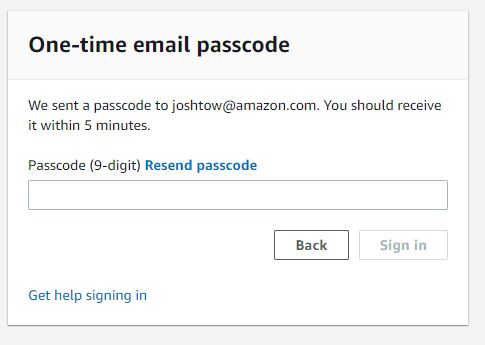 One-time email passcode
We sent a passcode to joshtow@amazon.com. You should receive
it within 5 minutes.
Passcode (9-digit) Resend passcode
Back Sign in
Get help signing in